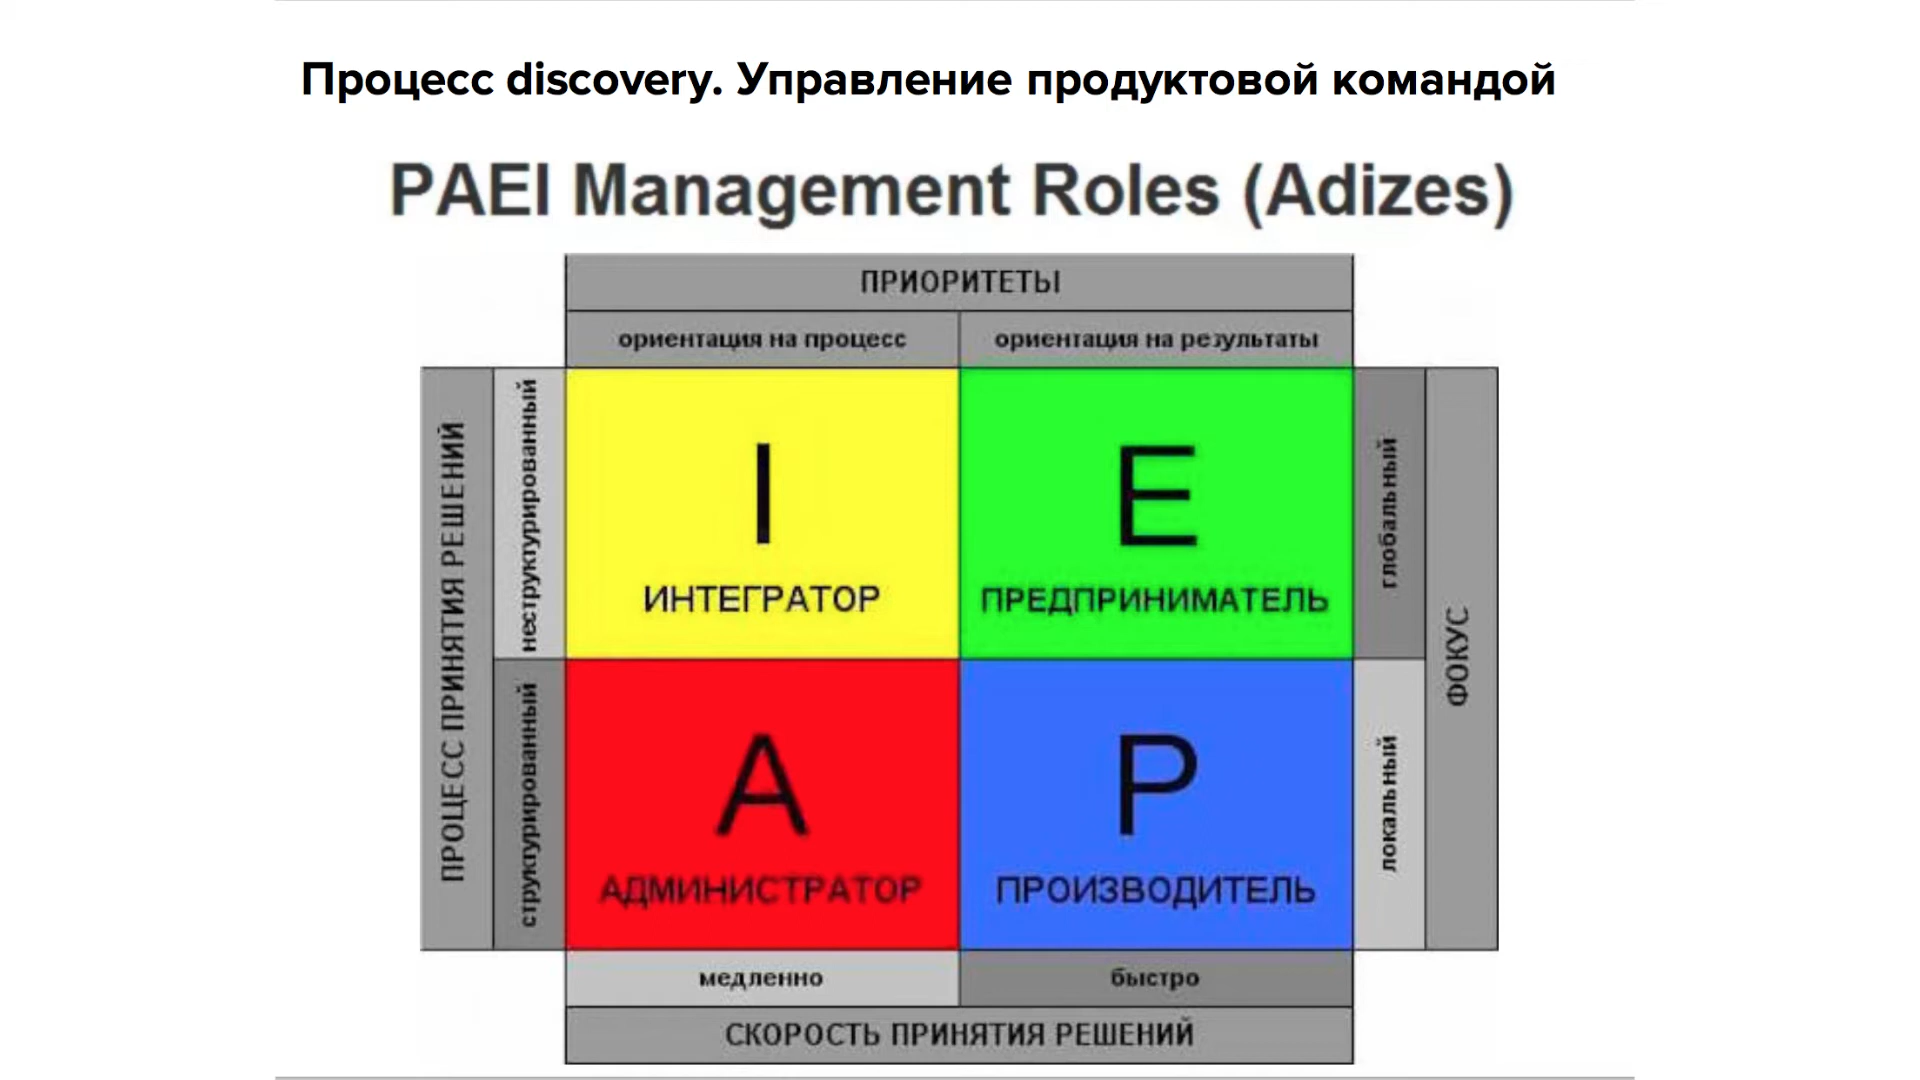 Процесс discovery. Управление продуктовой командой
PAEI Management Roles (Adizes)
ПРИОРИТЕТЫ
ориентация на процесс
ориентация на результаты
ПРОЦЕСС ПРИНЯТИЯ РЕШЕНИЙ
неструктурированный
I
ИНТЕГРАТОР
E
ПРЕДПРИНИМАТЕЛЬ
глобальный
ФОКУС
структурированный
A
АДМИНИСТРАТОР
P
ПРОИЗВОДИТЕЛЬ
локальный
медленно
быстро
СКОРОСТЬ ПРИНЯТИЯ РЕШЕНИЙ